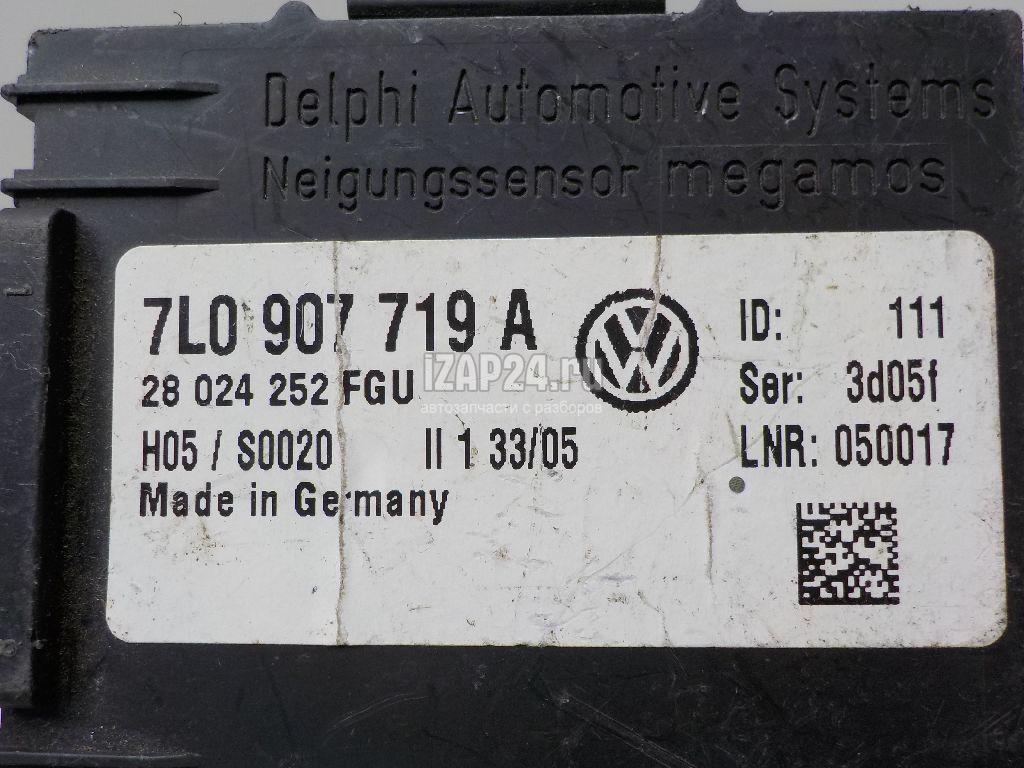 Delphi Automotive Systems
Neigungssensor megamos
7L0 907 719 A
28 024 252 FGU
H05 / S0020 II 1 33/05
Made in Germany
ID: 111
Ser: 3d05f
LNR: 050017
iZAP24.ru
автозапчасти с разборов